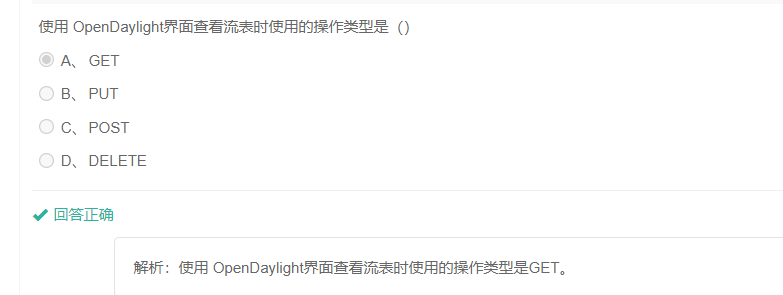 使用 OpenDaylight界面查看流表时使用的操作类型是（）
A、 GET
B、 PUT
C、 POST
D、 DELETE
回答正确
解析：使用 OpenDaylight界面查看流表时使用的操作类型是GET。